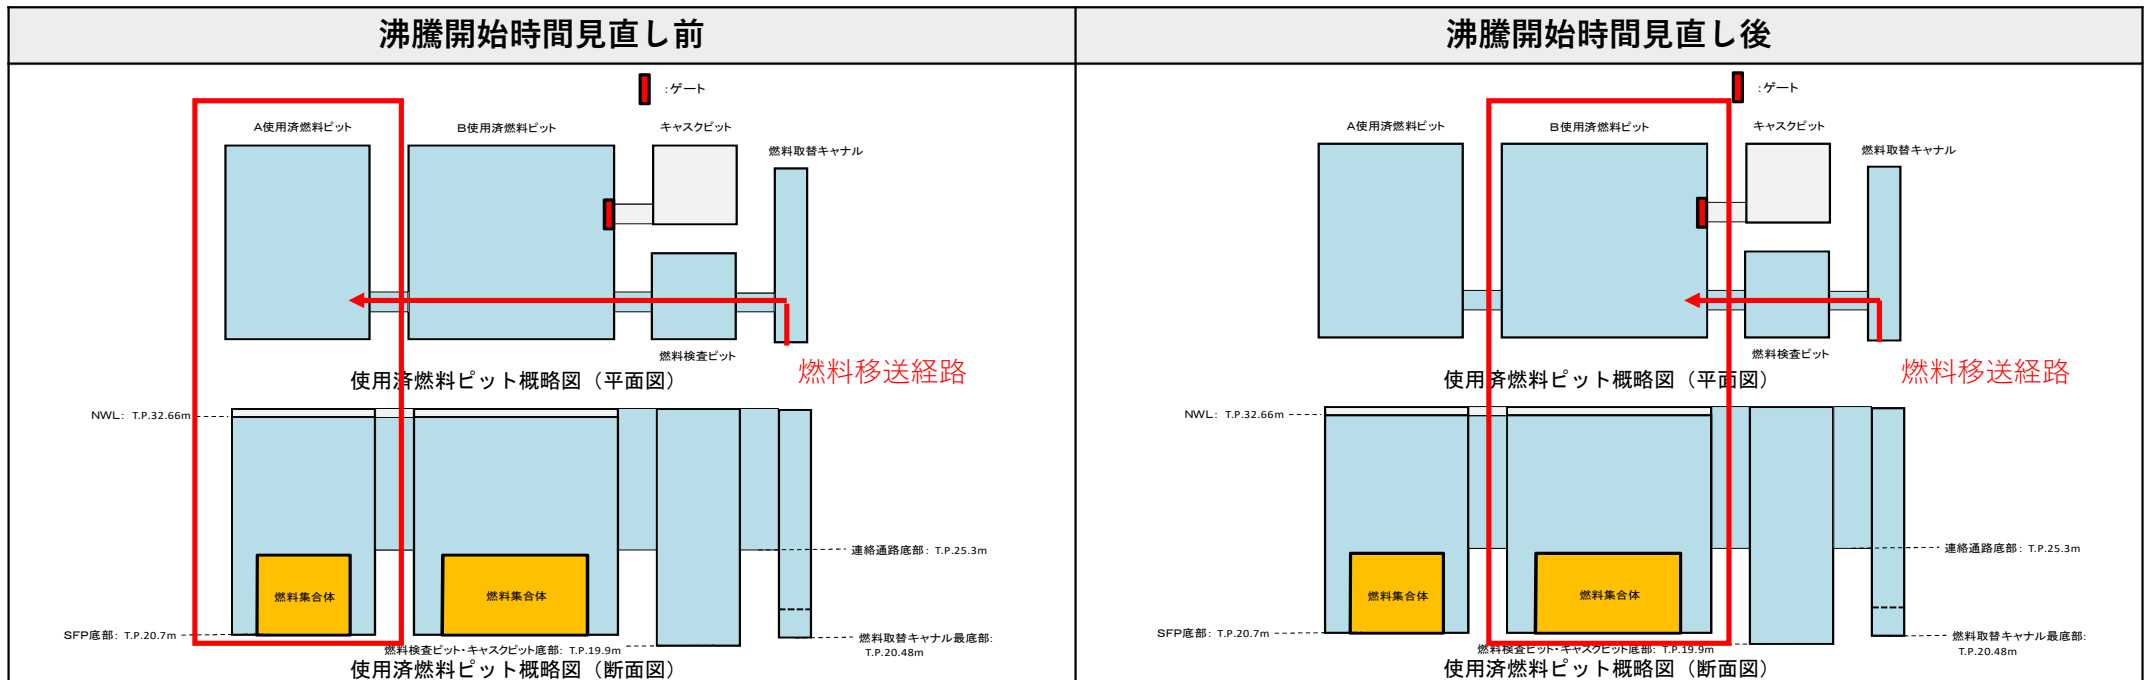 沸騰開始時間見直し前
:ゲート
A使用済燃料ピット
B使用済燃料ピット
キャスクピット
燃料取替キャナル
燃料検査ピット
燃料移送経路
使用済燃料ピット概略図（平面図）
NWL: T.P.32.66m
連絡通路底部: T.P.25.3m
燃料集合体
燃料集合体
SFP底部: T.P.20.7m
燃料取替キャナル最底部:
T.P.20.48m
燃料検査ピット・キャスクピット底部: T.P.19.9m
使用済燃料ピット概略図（断面図）
沸騰開始時間見直し後
:ゲート
A使用済燃料ピット
B使用済燃料ピット
キャスクピット
燃料取替キャナル
燃料検査ピット
燃料移送経路
使用済燃料ピット概略図（平面図）
NWL: T.P.32.66m
連絡通路底部: T.P.25.3m
燃料集合体
燃料集合体
SFP底部: T.P.20.7m
燃料取替キャナル最底部:
T.P.20.48m
燃料検査ピット・キャスクピット底部: T.P.19.9m
使用済燃料ピット概略図（断面図）